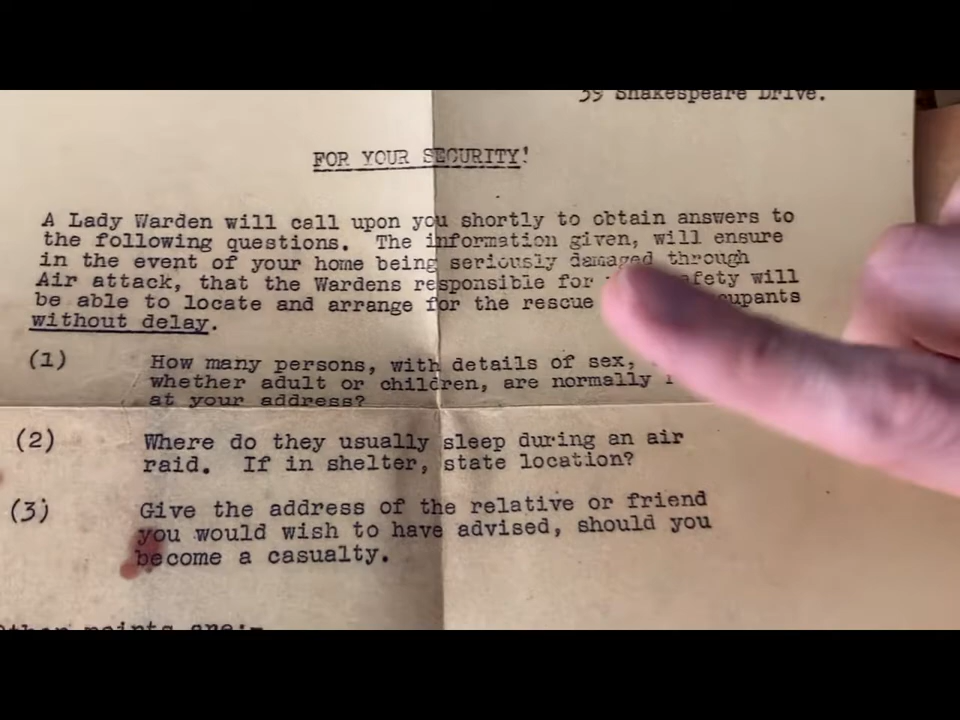 39 Shakespeare Drive.
FOR YOUR SECURITY!
A Lady Warden will call upon you shortly to obtain answers to
the following questions. The information given, will ensure
in the event of your home being seriously damaged through
Air attack, that the Wardens responsible for safety will
be able to locate and arrange for the rescue
without delay.
(1) How many persons, with details of sex,
whether adult or children, are normally
at your address?
(2) Where do they usually sleep during an air
raid. If in shelter, state location?
(3) Give the address of the relative or friend
you would wish to have advised, should you
become a casualty.
Other points are:-